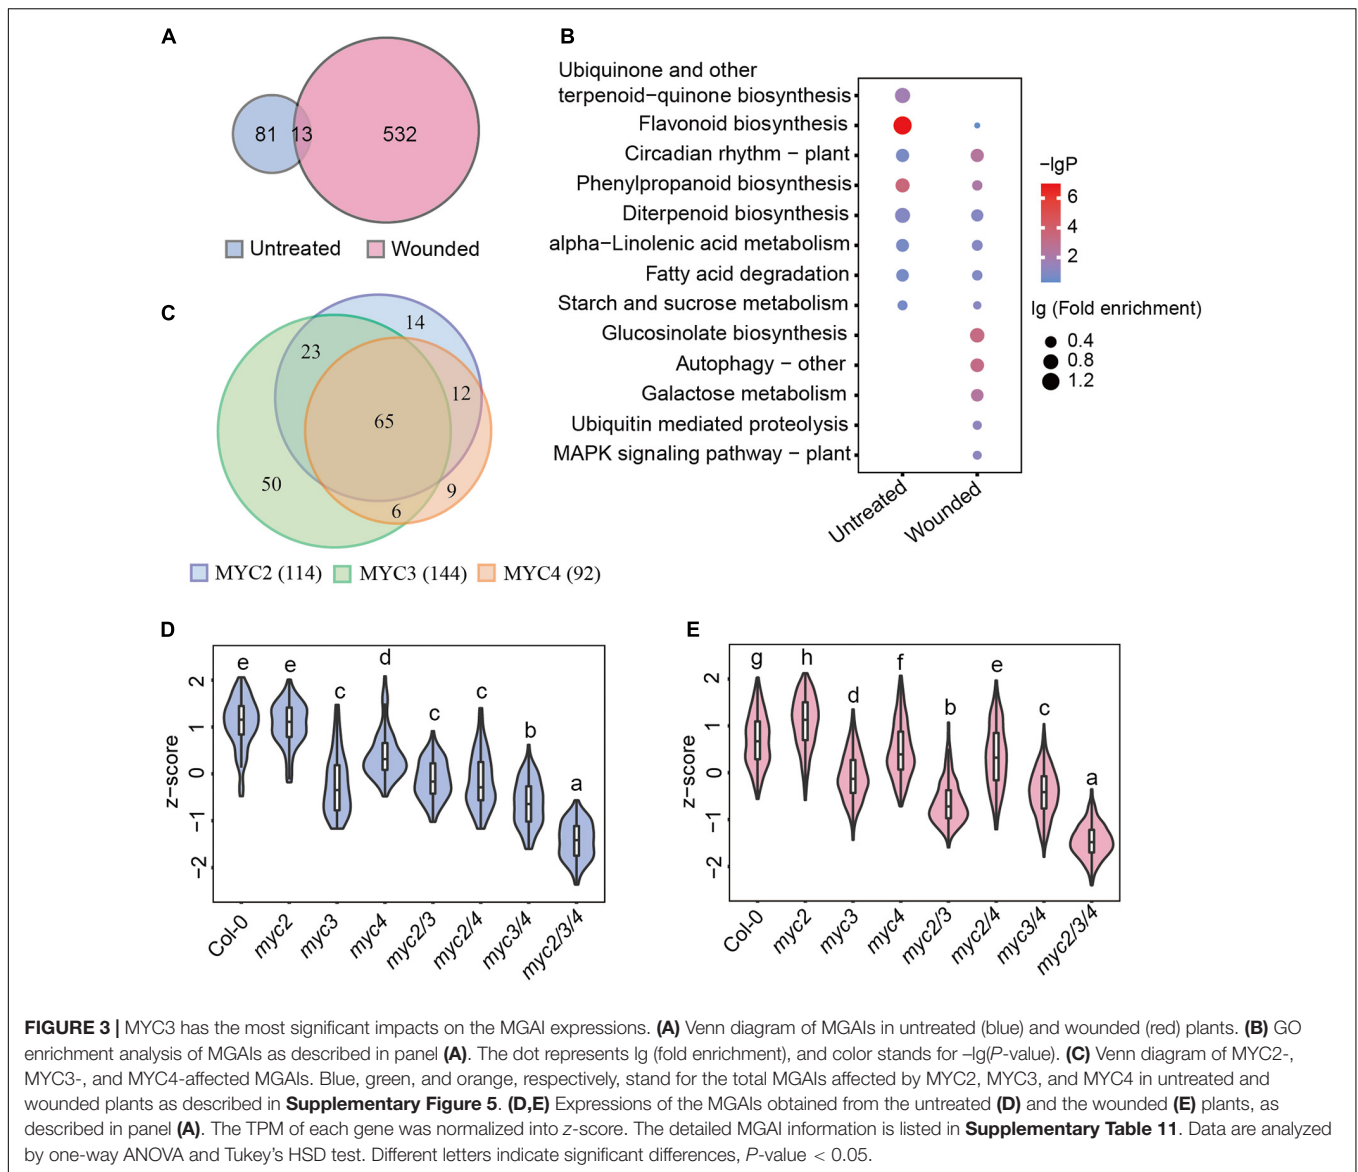 A
81 13 532
Untreated Wounded
B
Ubiquinone and other
terpenoid−quinone biosynthesis
Flavonoid biosynthesis
Circadian rhythm − plant
Phenylpropanoid biosynthesis
Diterpenoid biosynthesis
alpha−Linolenic acid metabolism
Fatty acid degradation
Starch and sucrose metabolism
Glucosinolate biosynthesis
Autophagy − other
Galactose metabolism
Ubiquitin mediated proteolysis
MAPK signaling pathway − plant
Untreated Wounded
−lgP
6
4
2
lg (Fold enrichment)
0.4
0.8
1.2
C
14
23
12
65
50
9
6
MYC2 (114) MYC3 (144) MYC4 (92)
D
z-score
2
1
0
−1
−2
e e c d c c b a
Col-0 myc2 myc3 myc4 myc2/3 myc2/4 myc3/4 myc2/3/4
E
z-score
2
1
0
−1
−2
g h d f b e c a
Col-0 myc2 myc3 myc4 myc2/3 myc2/4 myc3/4 myc2/3/4
FIGURE 3 | MYC3 has the most significant impacts on the MGAI expressions. (A) Venn diagram of MGAIs in untreated (blue) and wounded (red) plants. (B) GO
enrichment analysis of MGAIs as described in panel (A). The dot represents lg (fold enrichment), and color stands for –lg(P-value). (C) Venn diagram of MYC2-,
MYC3-, and MYC4-affected MGAIs. Blue, green, and orange, respectively, stand for the total MGAIs affected by MYC2, MYC3, and MYC4 in untreated and
wounded plants as described in Supplementary Figure 5. (D,E) Expressions of the MGAIs obtained from the untreated (D) and the wounded (E) plants, as
described in panel (A). The TPM of each gene was normalized into z-score. The detailed MGAI information is listed in Supplementary Table 11. Data are analyzed
by one-way ANOVA and Tukey's HSD test. Different letters indicate significant differences, P-value < 0.05.